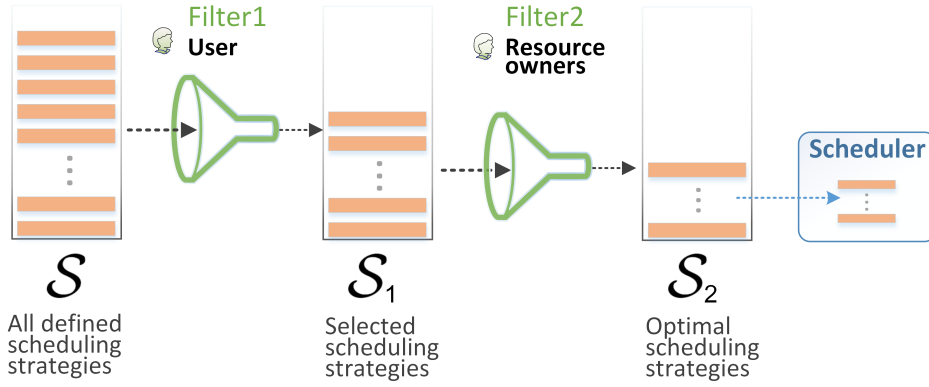 Filter1
User
Filter2
Resource
owners
Scheduler
S
S1
S2
All defined
scheduling
strategies
Selected
scheduling
strategies
Optimal
scheduling
strategies